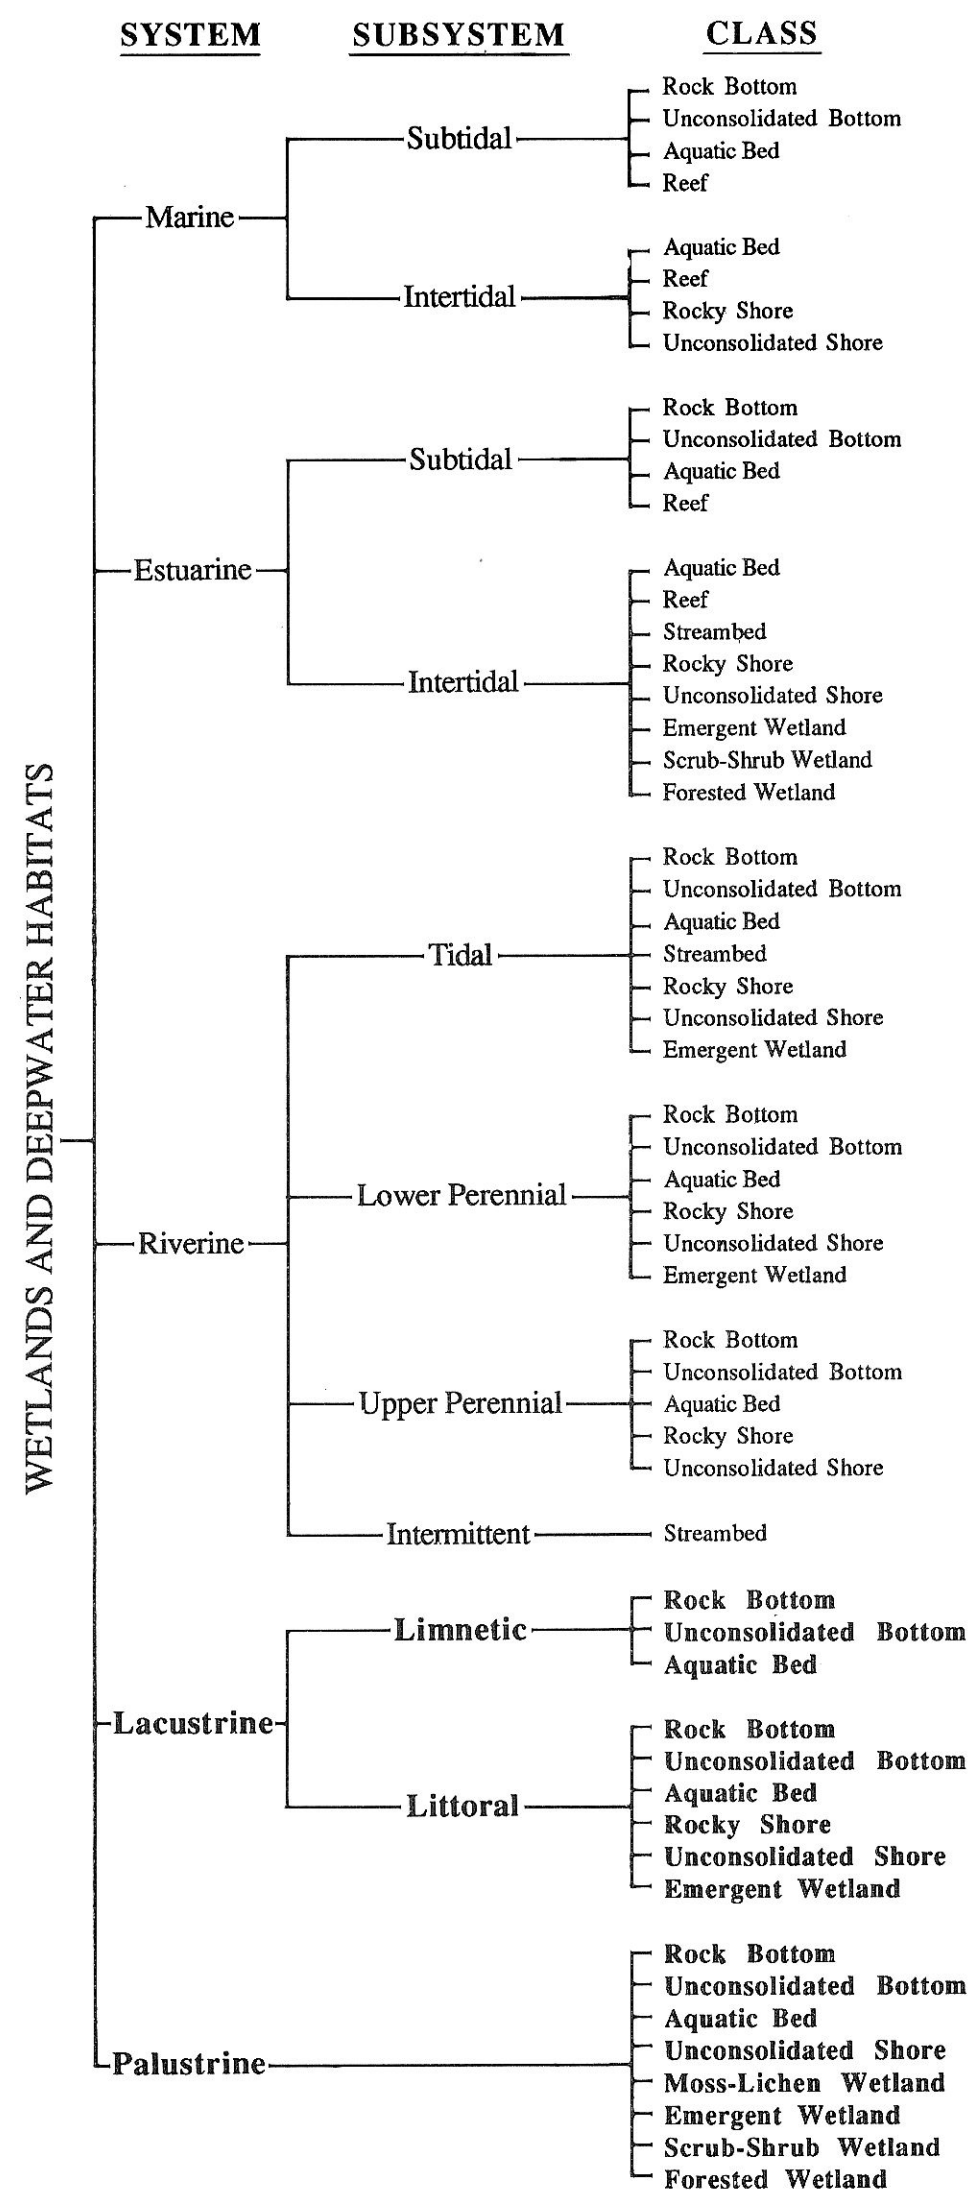 SYSTEM SUBSYSTEM CLASS
WETLANDS AND DEEPWATER HABITATS
Marine
Subtidal
Rock Bottom
Unconsolidated Bottom
Aquatic Bed
Reef
Intertidal
Aquatic Bed
Reef
Rocky Shore
Unconsolidated Shore
Estuarine
Subtidal
Rock Bottom
Unconsolidated Bottom
Aquatic Bed
Reef
Intertidal
Aquatic Bed
Reef
Streambed
Rocky Shore
Unconsolidated Shore
Emergent Wetland
Scrub-Shrub Wetland
Forested Wetland
Riverine
Tidal
Rock Bottom
Unconsolidated Bottom
Aquatic Bed
Streambed
Rocky Shore
Unconsolidated Shore
Emergent Wetland
Lower Perennial
Rock Bottom
Unconsolidated Bottom
Aquatic Bed
Rocky Shore
Unconsolidated Shore
Emergent Wetland
Upper Perennial
Rock Bottom
Unconsolidated Bottom
Aquatic Bed
Rocky Shore
Unconsolidated Shore
Intermittent
Streambed
Lacustrine
Limnetic
Rock Bottom
Unconsolidated Bottom
Aquatic Bed
Littoral
Rock Bottom
Unconsolidated Bottom
Aquatic Bed
Rocky Shore
Unconsolidated Shore
Emergent Wetland
Palustrine
Rock Bottom
Unconsolidated Bottom
Aquatic Bed
Unconsolidated Shore
Moss-Lichen Wetland
Emergent Wetland
Scrub-Shrub Wetland
Forested Wetland